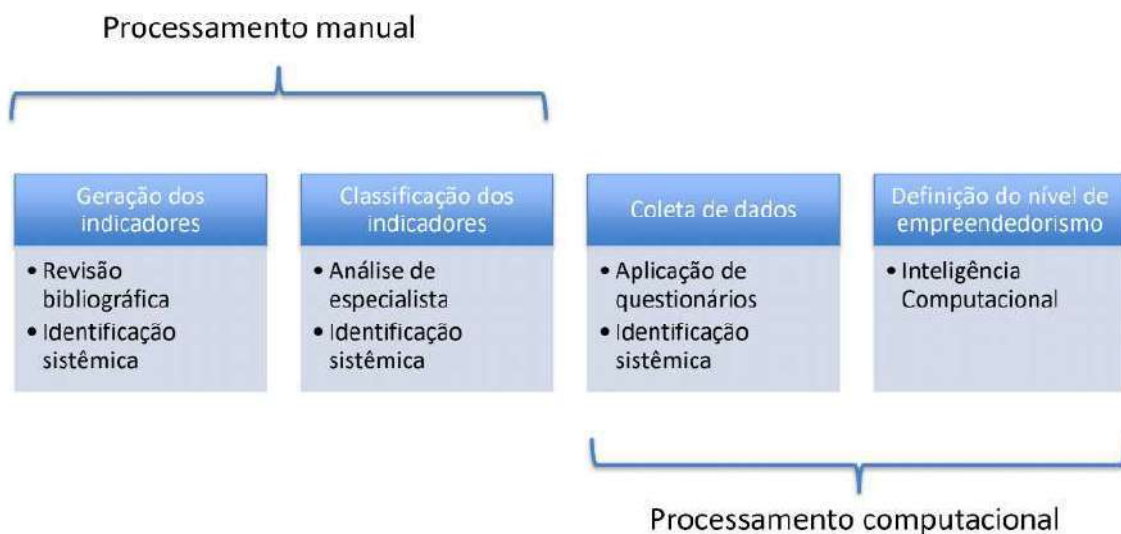 Processamento manual
Geração dos
indicadores
• Revisão
bibliográfica
• Identificação
sistêmica
Classificação dos
indicadores
• Análise de
especialista
• Identificação
sistêmica
Coleta de dados
• Aplicação de
questionários
• Identificação
sistêmica
Definição do nível de
empreendedorismo
• Inteligência
Computacional
Processamento computacional